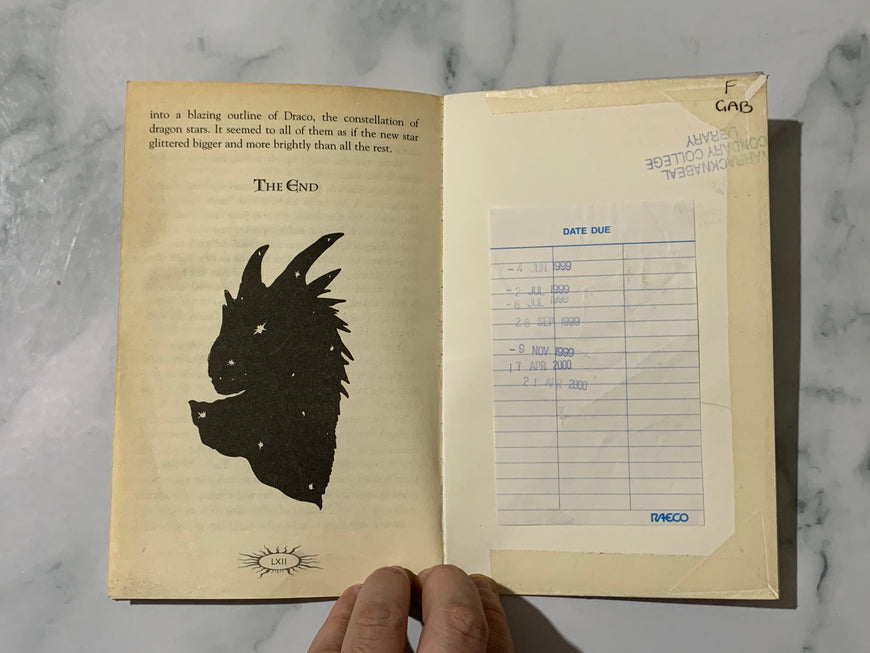 into a blazing outline of Draco, the constellation of
dragon stars. It seemed to all of them as if the new star
glittered bigger and more brightly than all the rest.
THE END
LXII
F
GAB
WARRACKNABEAL
SECONDARY COLLEGE
LIBRARY
DATE DUE
-4 JUN 1999
-2 JUL 1999
-8 JUL 1999
28 SEP 1999
-9 NOV 1999
17 APR 2000
21 APR 2000
RAECO